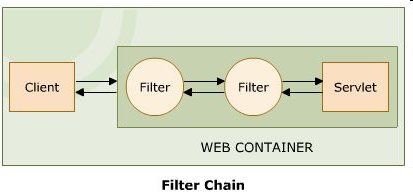 Client
Filter
Filter
Servlet
WEB CONTAINER
Filter Chain